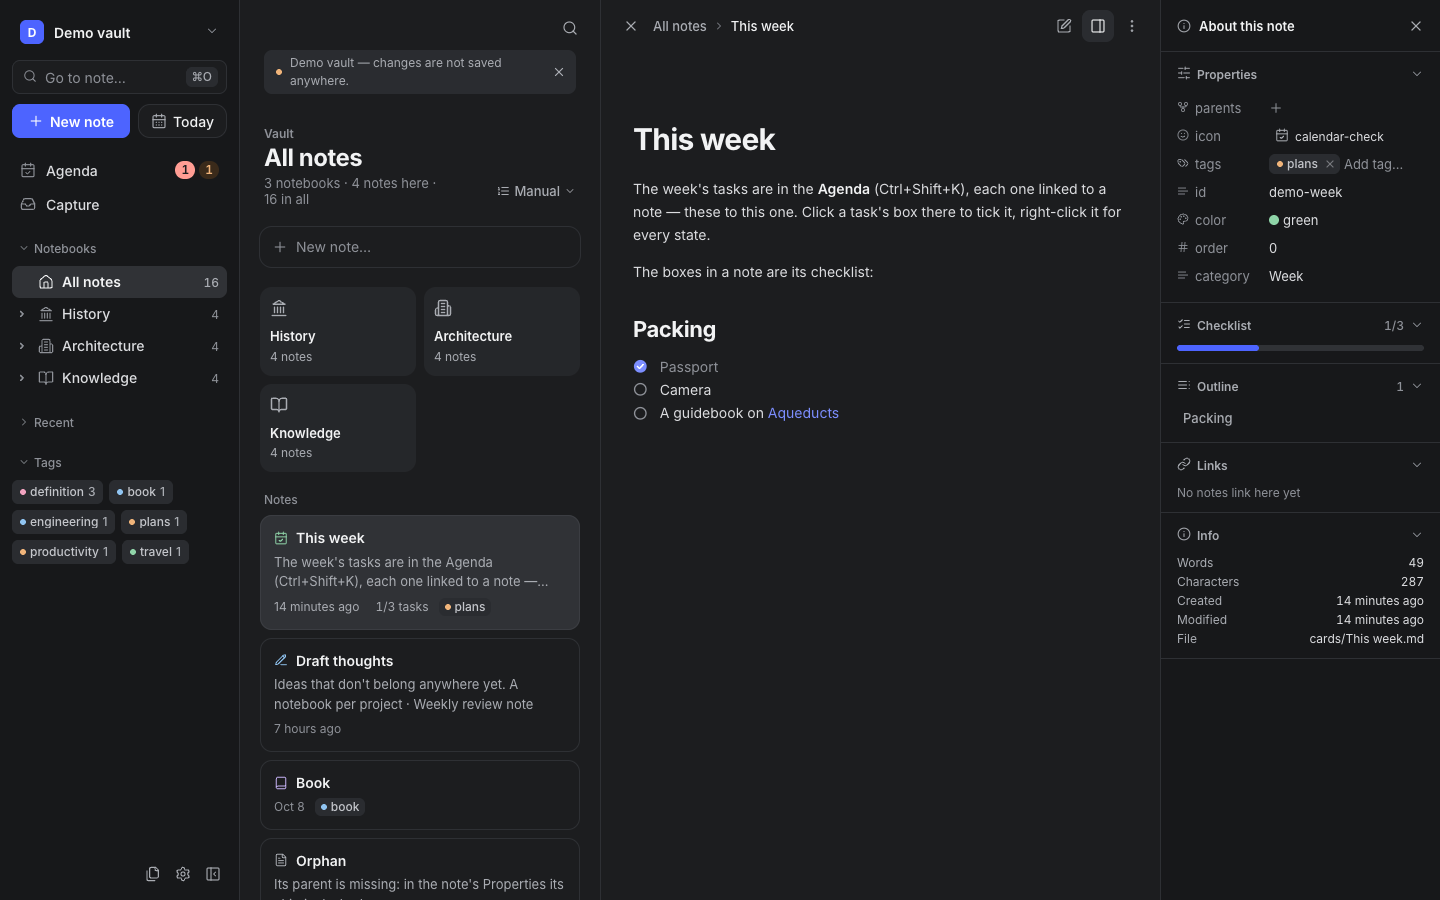 D Demo vault
Go to note... ⌘O
+ New note
Today
Agenda 1 1
Capture
Notebooks
All notes 16
History 4
Architecture 4
Knowledge 4
Recent
Tags
definition 3
book 1
engineering 1
plans 1
productivity 1
travel 1
Demo vault — changes are not saved
anywhere.
Vault
All notes
3 notebooks · 4 notes here ·
16 in all
Manual
+ New note...
History
4 notes
Architecture
4 notes
Knowledge
4 notes
Notes
This week
The week's tasks are in the Agenda
(Ctrl+Shift+K), each one linked to a note —...
14 minutes ago 1/3 tasks plans
Draft thoughts
Ideas that don't belong anywhere yet. A
notebook per project · Weekly review note
7 hours ago
Book
Oct 8 book
Orphan
Its parent is missing: in the note's Properties its
All notes > This week
This week
The week's tasks are in the Agenda (Ctrl+Shift+K), each one linked to a
note — these to this one. Click a task's box there to tick it, right-click it for
every state.
The boxes in a note are its checklist:
Packing
Passport
Camera
A guidebook on Aqueducts
About this note
Properties
parents +
icon calendar-check
tags plans × Add tag...
id demo-week
color green
order 0
category Week
Checklist 1/3
Outline 1
Packing
Links
No notes link here yet
Info
Words 49
Characters 287
Created 14 minutes ago
Modified 14 minutes ago
File cards/This week.md